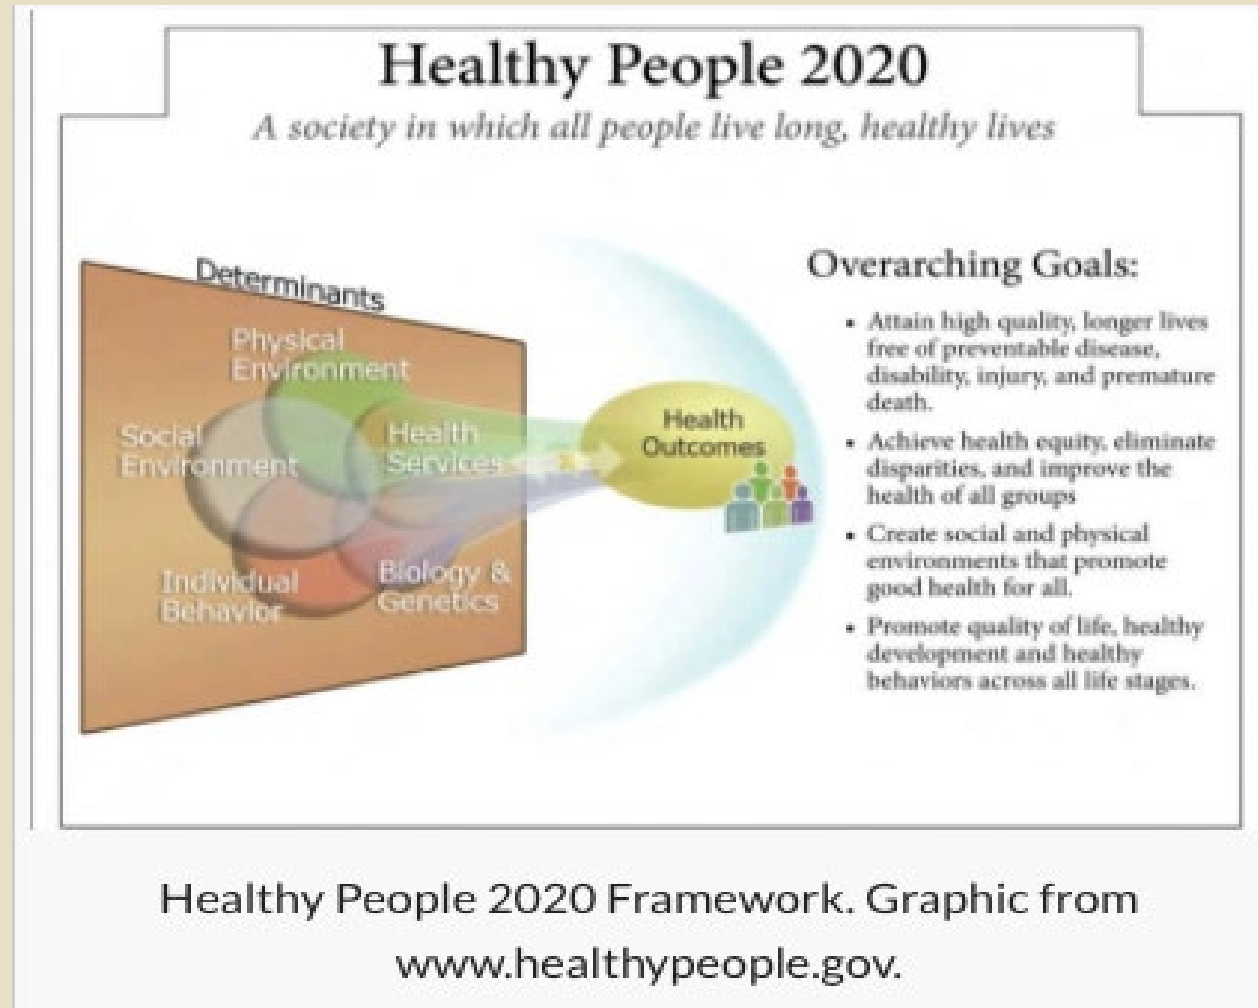 Healthy People 2020
A society in which all people live long, healthy lives
Determinants
Physical
Environment
Social
Environment
Health
Services
Individual
Behavior
Biology &
Genetics
Health
Outcomes
Overarching Goals:
• Attain high quality, longer lives
free of preventable disease,
disability, injury, and premature
death.
• Achieve health equity, eliminate
disparities, and improve the
health of all groups
• Create social and physical
environments that promote
good health for all.
• Promote quality of life, healthy
development and healthy
behaviors across all life stages.
Healthy People 2020 Framework. Graphic from
www.healthypeople.gov.